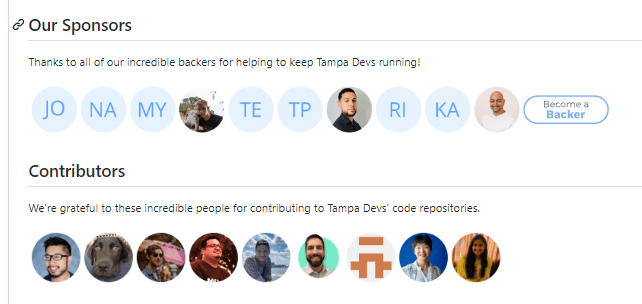 Our Sponsors
Thanks to all of our incredible backers for helping to keep Tampa Devs running!
JO NA MY TE TP RI KA Become a
Backer
Contributors
We're grateful to these incredible people for contributing to Tampa Devs' code repositories.